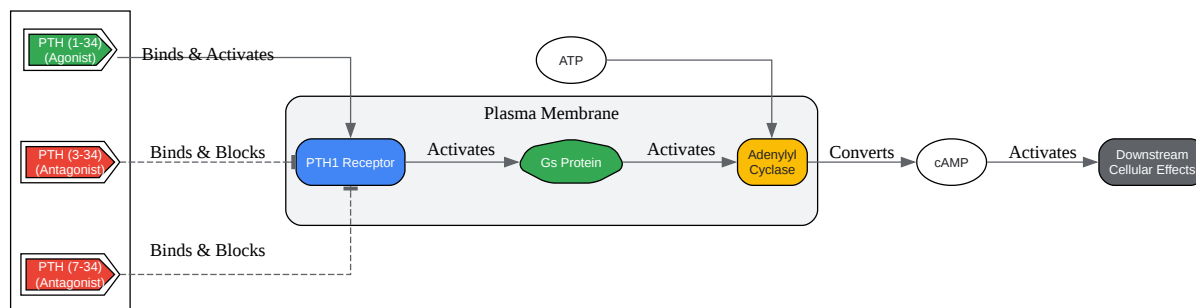 PTH (1-34)
(Agonist)
Binds & Activates
ATP
Plasma Membrane
PTH (3-34)
(Antagonist)
Binds & Blocks
PTH1 Receptor
Activates
Gs Protein
Activates
Adenylyl
Cyclase
Converts
cAMP
Activates
Downstream
Cellular Effects
Binds & Blocks
PTH (7-34)
(Antagonist)